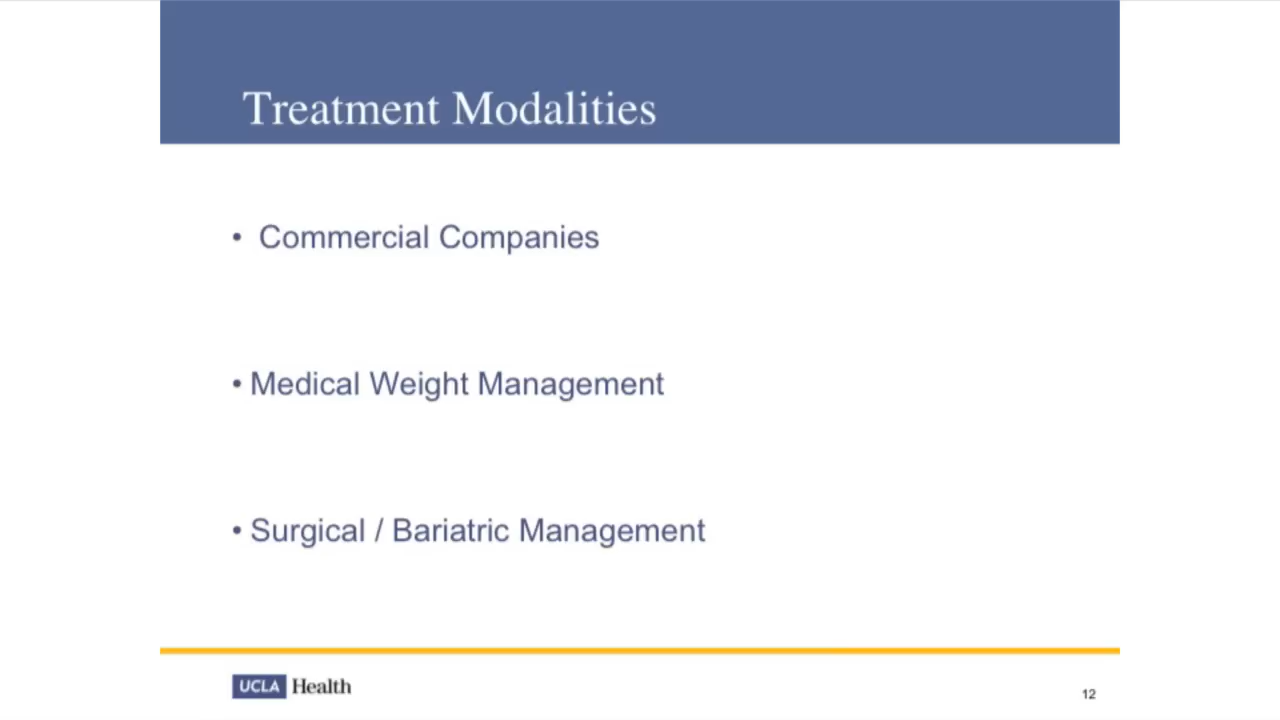 Treatment Modalities
• Commercial Companies
• Medical Weight Management
• Surgical / Bariatric Management
UCLA Health
12